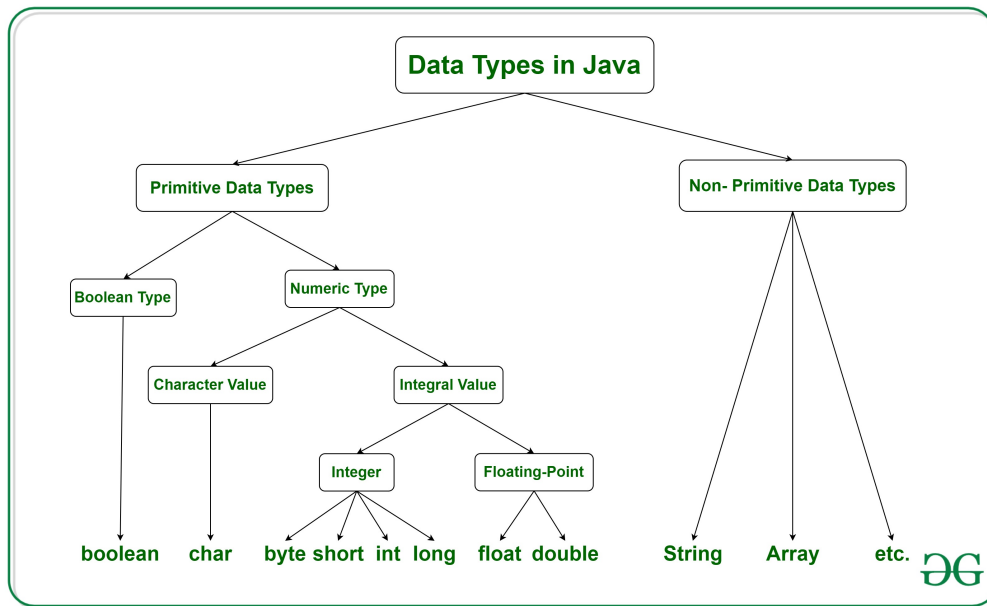 Data Types in Java
Primitive Data Types
Non- Primitive Data Types
Boolean Type
Numeric Type
Character Value
Integral Value
Integer
Floating-Point
boolean
char
byte
short
int
long
float
double
String
Array
etc.